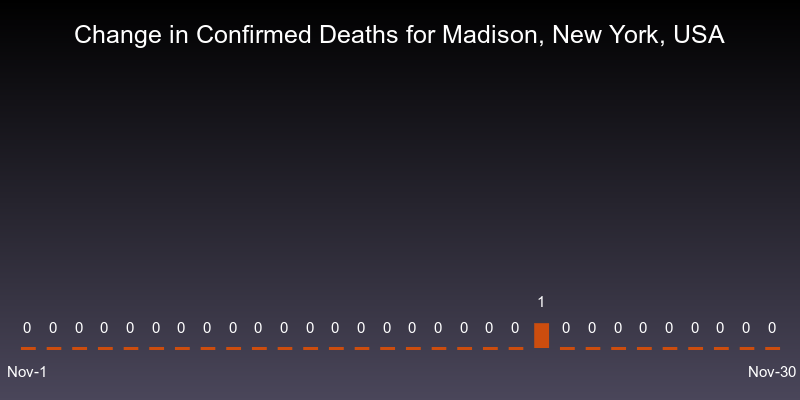 Change in Confirmed Deaths for Madison, New York, USA
1
0 0 0 0 0 0 0 0 0 0 0 0 0 0 0 0 0 0 0 0 0 0 0 0 0 0 0 0 0
Nov-1 Nov-30